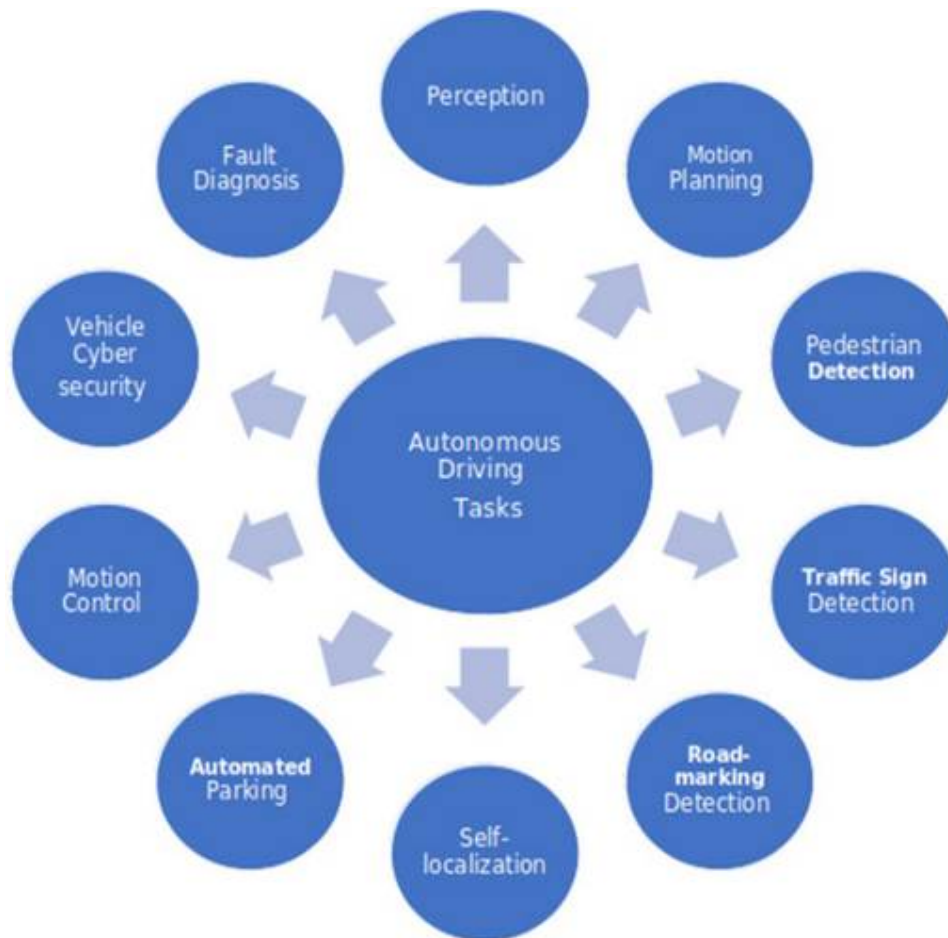 Perception
Motion
Planning
Pedestrian
Detection
Traffic Sign
Detection
Road-
marking
Detection
Self-
localization
Automated
Parking
Motion
Control
Vehicle
Cyber
security
Fault
Diagnosis
Autonomous
Driving
Tasks